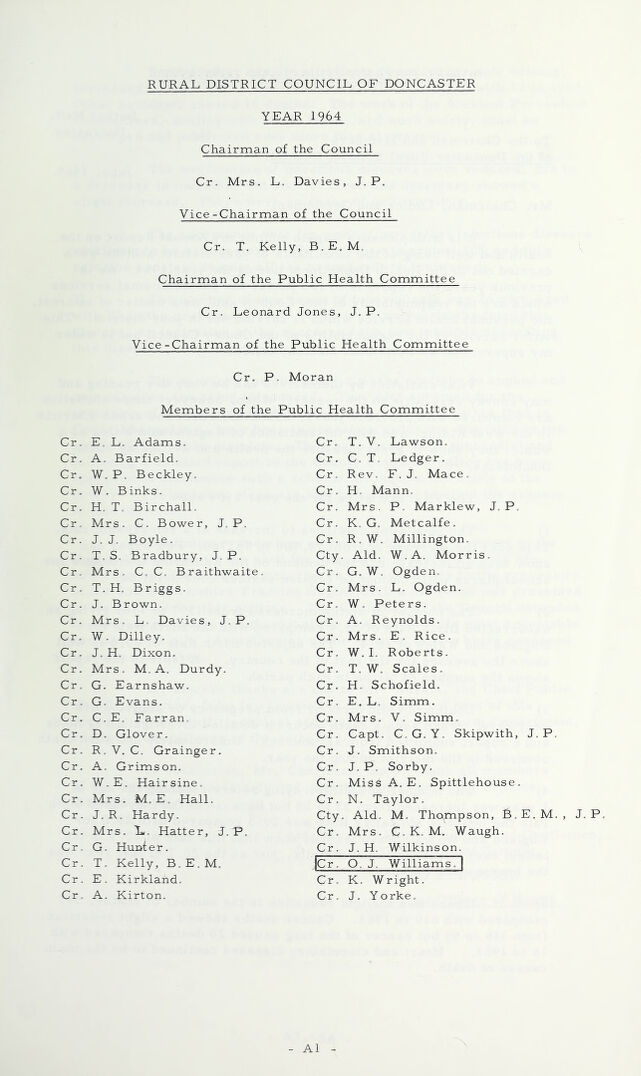 RURAL DISTRICT COUNCIL OF DONCASTER
YEAR 1964
Chairman of the Council
Cr. Mrs. L. Davies, J.P.
Vice-Chairman of the Council
Cr. T. Kelly, B.E.M.
Chairman of the Public Health Committee
Cr. Leonard Jones, J.P.
Vice-Chairman of the Public Health Committee
Cr. P. Moran
Members of the Public Health Committee
Cr. E.L. Adams.
Cr. A. Barfield.
Cr. W.P. Beckley.
Cr. W. Binks.
Cr. H.T. Birchall.
Cr. Mrs. C. Bower, J.P.
Cr. J.J. Boyle.
Cr. T.S. Bradbury, J.P.
Cr. Mrs. C.C. Braithwaite.
Cr. T.H. Briggs.
Cr. J. Brown.
Cr. Mrs. L. Davies, J.P.
Cr. W. Dilley.
Cr. J.H. Dixon.
Cr. Mrs. M.A. Durdy.
Cr. G. Earnshaw.
Cr. G. Evans.
Cr. C.E. Farran.
Cr. D. Glover.
Cr. R.V.C. Grainger.
Cr. A. Grimson.
Cr. W.E. Hairsine.
Cr. Mrs. M.E. Hall.
Cr. J.R. Hardy.
Cr. Mrs. L. Hatter, J.P.
Cr. G. Hunter.
Cr. T. Kelly, B.E.M.
Cr. E. Kirkland.
Cr. A. Kirton.
Cr. T.V. Lawson.
Cr. C.T. Ledger.
Cr. Rev. F.J. Mace.
Cr. H. Mann.
Cr. Mrs. P. Marklew, J.P.
Cr. K.G. Metcalfe.
Cr. R.W. Millington.
Cty. Ald. W.A. Morris.
Cr. G.W. Ogden.
Cr. Mrs. L. Ogden.
Cr. W. Peters.
Cr. A. Reynolds.
Cr. Mrs. E. Rice.
Cr. W.I. Roberts.
Cr. T.W. Scales.
Cr. H. Schofield.
Cr. E.L. Simm.
Cr. Mrs. V. Simm.
Cr. Capt. C.G.Y. Skipwith, J.P.
Cr. J. Smithson.
Cr. J.P. Sorby.
Cr. Miss A.E. Spittlehouse.
Cr. N. Taylor.
Cty. Ald. M. Thompson, B.E.M., J.P.
Cr. Mrs. C.K.M. Waugh.
Cr. J.H. Wilkinson.
Cr. O.J. Williams.
Cr. K. Wright.
Cr. J. Yorke.
- A1 -